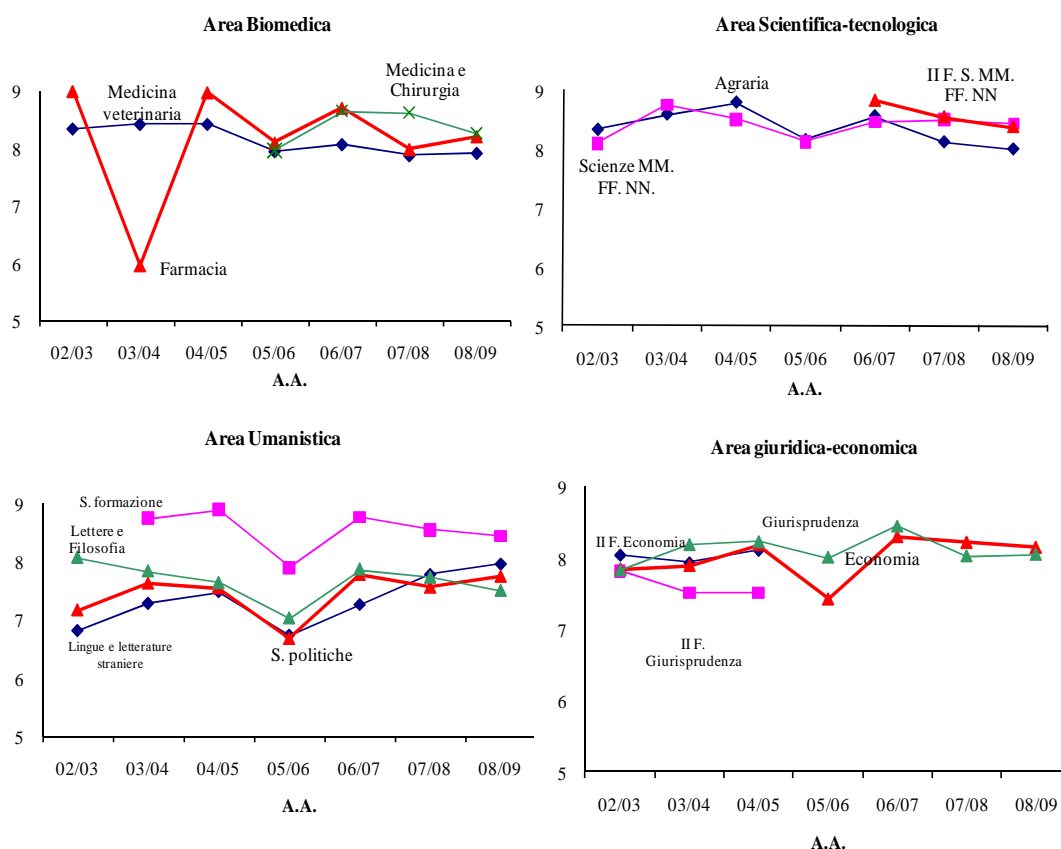 Area Biomedica
9
8
7
6
5
Medicina
veterinaria
Medicina e
Chirurgia
Farmacia
02/03 03/04 04/05 05/06 06/07 07/08 08/09
A.A.
Area Scientifica-tecnologica
9
8
7
6
5
Agraria
II F. S. MM.
FF. NN
Scienze MM.
FF. NN.
02/03 03/04 04/05 05/06 06/07 07/08 08/09
A.A.
Area Umanistica
9
8
7
6
5
S. formazione
Lettere e
Filosofia
Lingue e letterature
straniere
S. politiche
02/03 03/04 04/05 05/06 06/07 07/08 08/09
A.A.
Area giuridica-economica
9
8
7
6
5
II F. Economia
Giurisprudenza
Economia
II F.
Giurisprudenza
02/03 03/04 04/05 05/06 06/07 07/08 08/09
A.A.